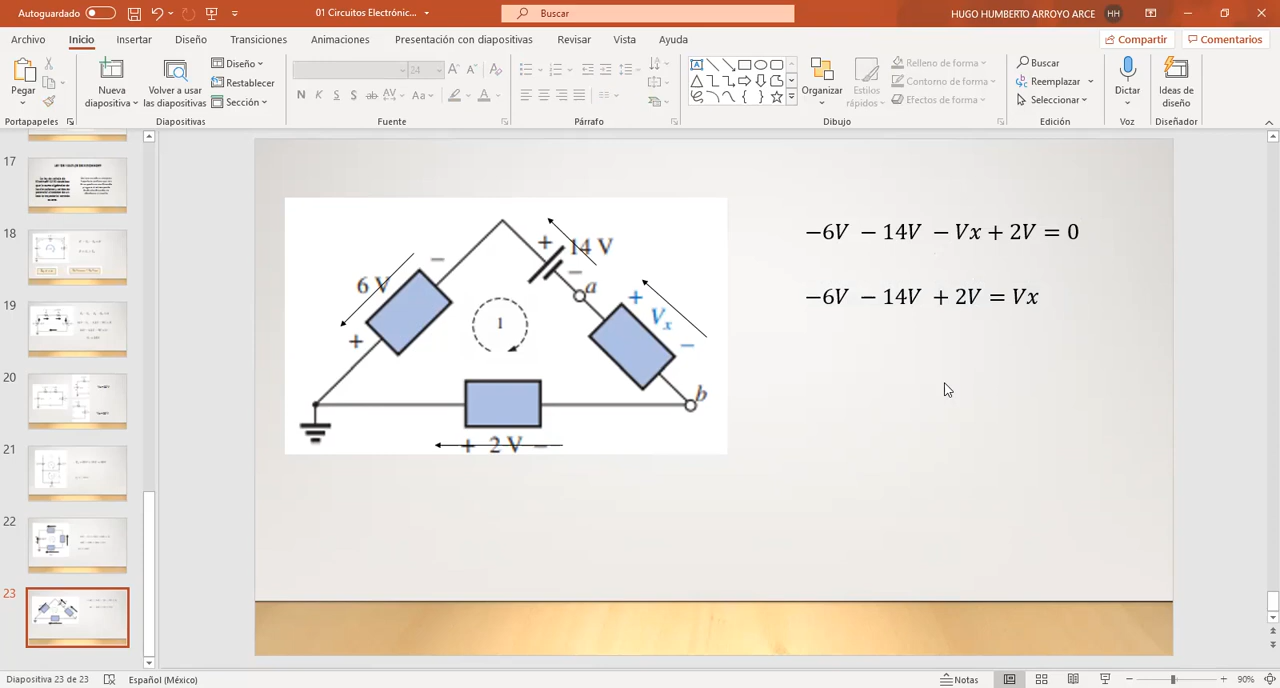 Autoguardado
01 Circuitos Electrónic...
Buscar
HUGO HUMBERTO ARROYO ARCE
HH
Archivo
Inicio
Insertar
Diseño
Transiciones
Animaciones
Presentación con diapositivas
Revisar
Vista
Ayuda
Compartir
Comentarios
Pegar
Nueva diapositiva
Volver a usar las diapositivas
Diseño
Restablecer
Sección
24
N K S S ab AV Aa A
Organizar
Estilos rápidos
Relleno de forma
Contorno de forma
Efectos de forma
Buscar
Reemplazar
Seleccionar
Dictar
Ideas de diseño
Portapapeles
Diapositivas
Fuente
Párrafo
Dibujo
Edición
Voz
Diseñador
17
18
19
20
21
22
23
6 V
−
+
+
14 V
−
a
+
Vx
−
b
1
+ 2 V −
−6V − 14V − Vx + 2V = 0
−6V − 14V + 2V = Vx
Diapositiva 23 de 23
Español (México)
Notas
90%